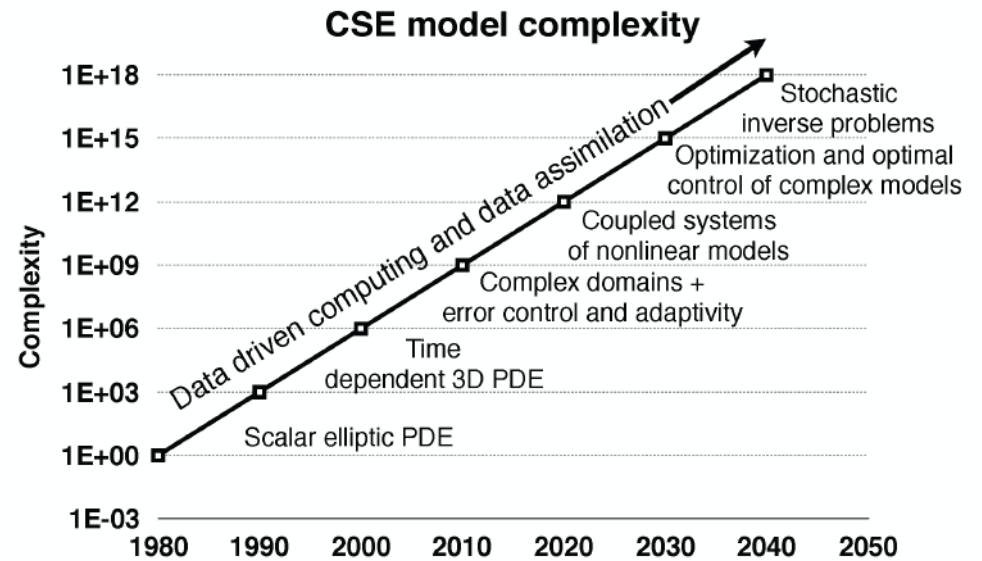 CSE model complexity
1E+18
1E+15
1E+12
1E+09
1E+06
1E+03
1E+00
1E-03
Complexity
Data driven computing and data assimilation
Stochastic
inverse problems
Optimization and optimal
control of complex models
Coupled systems
of nonlinear models
Complex domains +
error control and adaptivity
Time
dependent 3D PDE
Scalar elliptic PDE
1980 1990 2000 2010 2020 2030 2040 2050